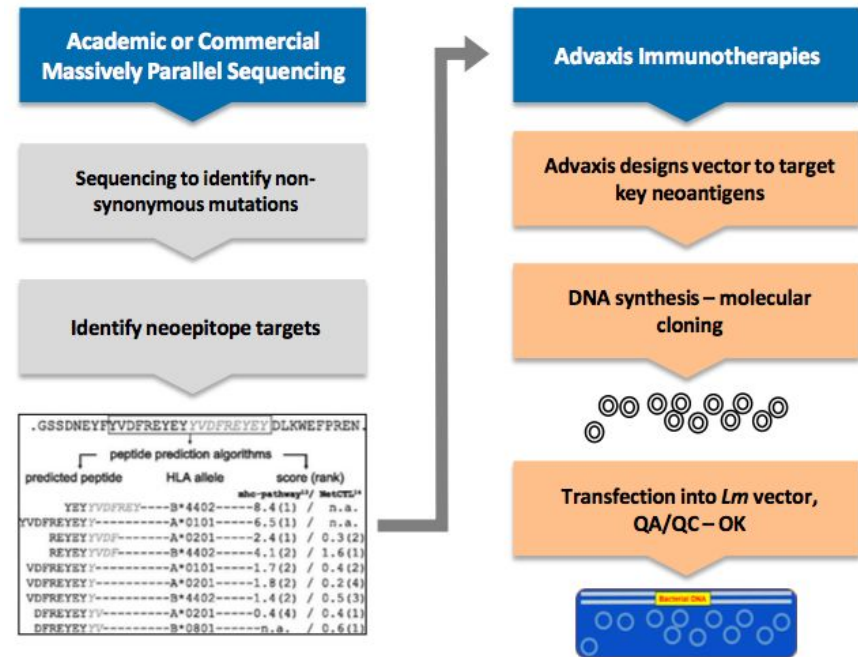 Academic or Commercial
Massively Parallel Sequencing
Sequencing to identify non-
synonymous mutations
Identify neoepitope targets
.GSSDNEYFYVDFREYEYYVDFREYEYDLKWEFPREN.
peptide prediction algorithms
predicted peptide HLA allele score (rank)
mhc-pathway¹³/ NetCTL¹⁴
YEYYVDFREY----B*4402-----8.4(1) / n.a.
YVDFREYEYY-----A*0101-----6.5(1) / n.a.
REYEYYVDF------A*0201-----2.4(1) / 0.3(2)
REYEYYVDF------B*4402-----4.1(2) / 1.6(1)
VDFREYEYY---------A*0101-----1.7(2) / 0.4(2)
VDFREYEYY---------A*0201-----1.8(2) / 0.2(4)
VDFREYEYY---------B*4402-----1.4(2) / 0.5(3)
DFREYEYYV--------A*0201-----0.4(4) / 0.4(1)
DFREYEYYV--------B*0801-----n.a. / 0.6(1)
Advaxis Immunotherapies
Advaxis designs vector to target
key neoantigens
DNA synthesis – molecular
cloning
Transfection into Lm vector,
QA/QC – OK
Bacterial DNA